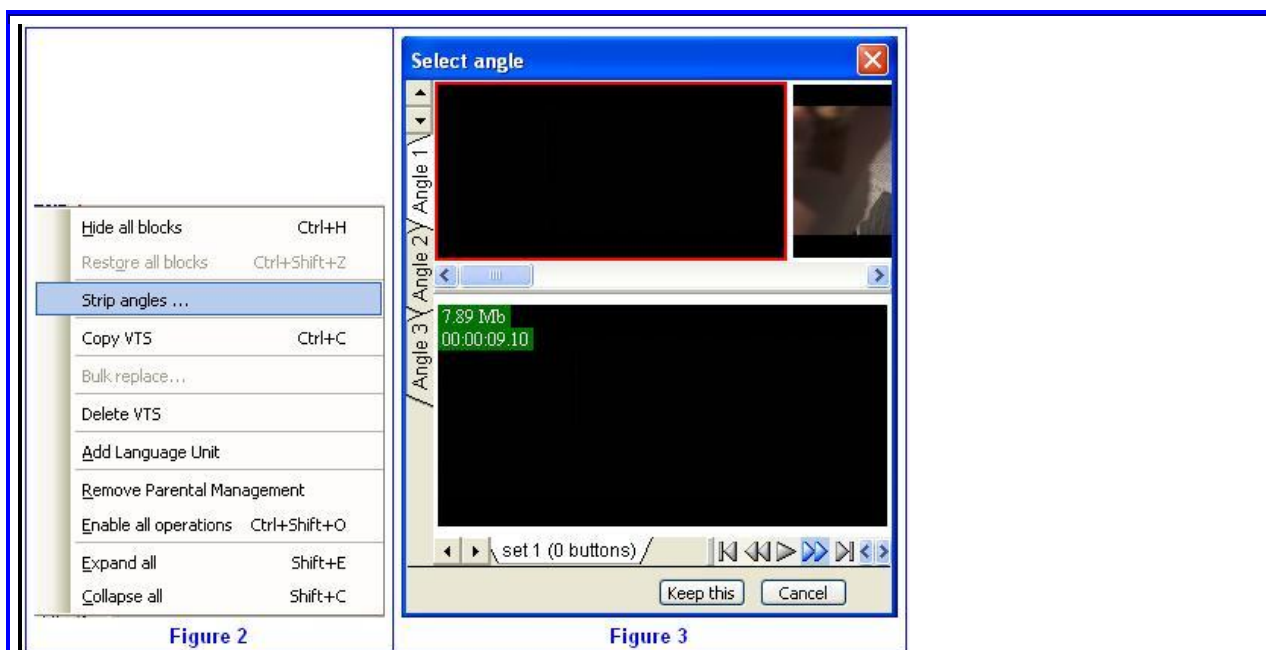 Hide all blocks Ctrl+H
Restore all blocks Ctrl+Shift+Z
Strip angles ...
Copy VTS Ctrl+C
Bulk replace...
Delete VTS
Add Language Unit
Remove Parental Management
Enable all operations Ctrl+Shift+O
Expand all Shift+E
Collapse all Shift+C
Figure 2
Select angle
Angle 1
Angle 2
Angle 3
7.89 Mb
00:00:09.10
set 1 (0 buttons)
Keep this Cancel
Figure 3